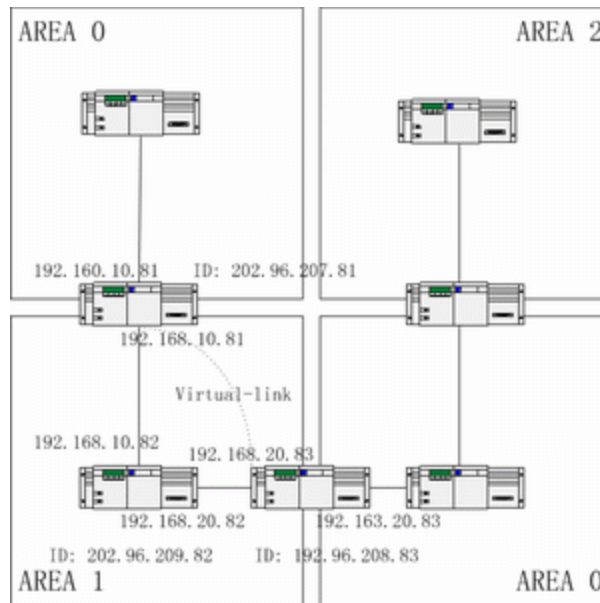 AREA 0
AREA 2
192.160.10.81 ID: 202.96.207.81
192.168.10.81
Virtual-link
192.168.10.82
192.168.20.83
192.168.20.82
192.163.20.83
ID: 202.96.209.82
ID: 192.96.208.83
AREA 1
AREA 0